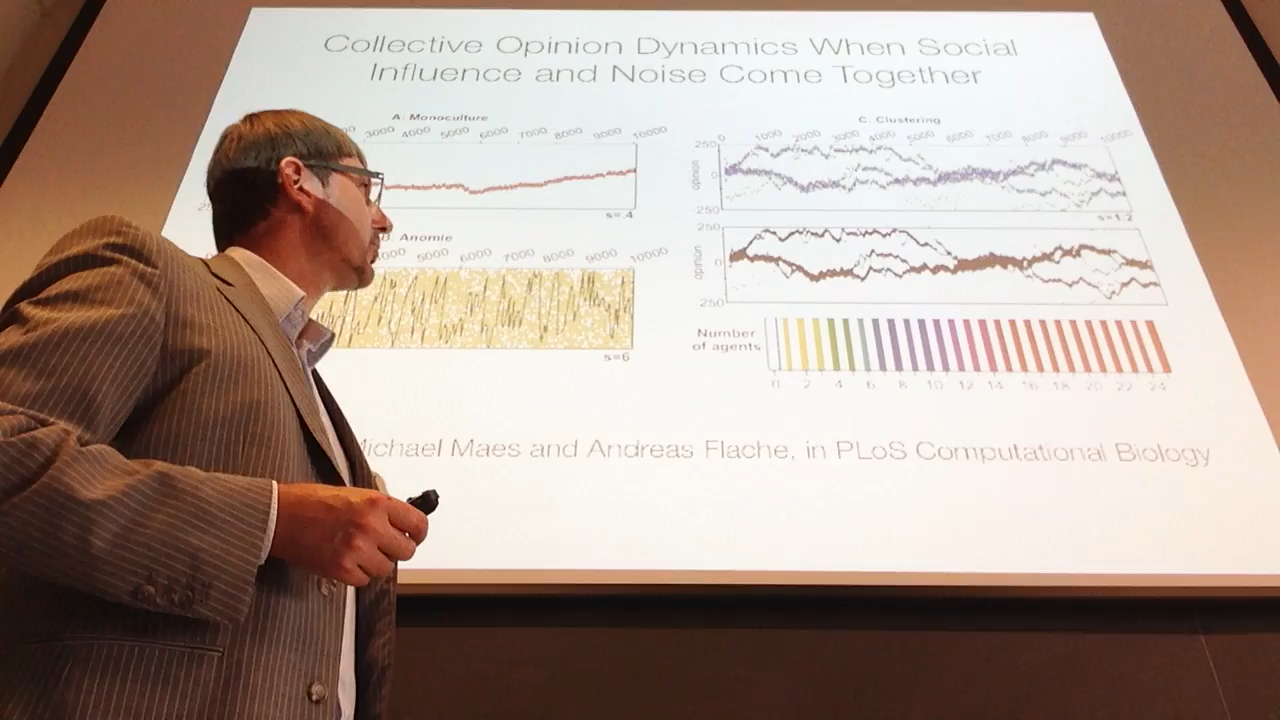 Collective Opinion Dynamics When Social
Influence and Noise Come Together
A: Monoculture
3000 4000 5000 6000 7000 8000 9000 10000
s=.4
Anomie
5000 6000 7000 8000 9000 10000
s=6
C. Clustering
0 1000 2000 3000 4000 5000 6000 7000 8000 9000 10000
250
opinion
0
250
s=1.2
250
opinion
0
250
Number
of agents
0 2 4 6 8 10 12 14 16 18 20 22 24
Michael Maes and Andreas Flache, in PLoS Computational Biology